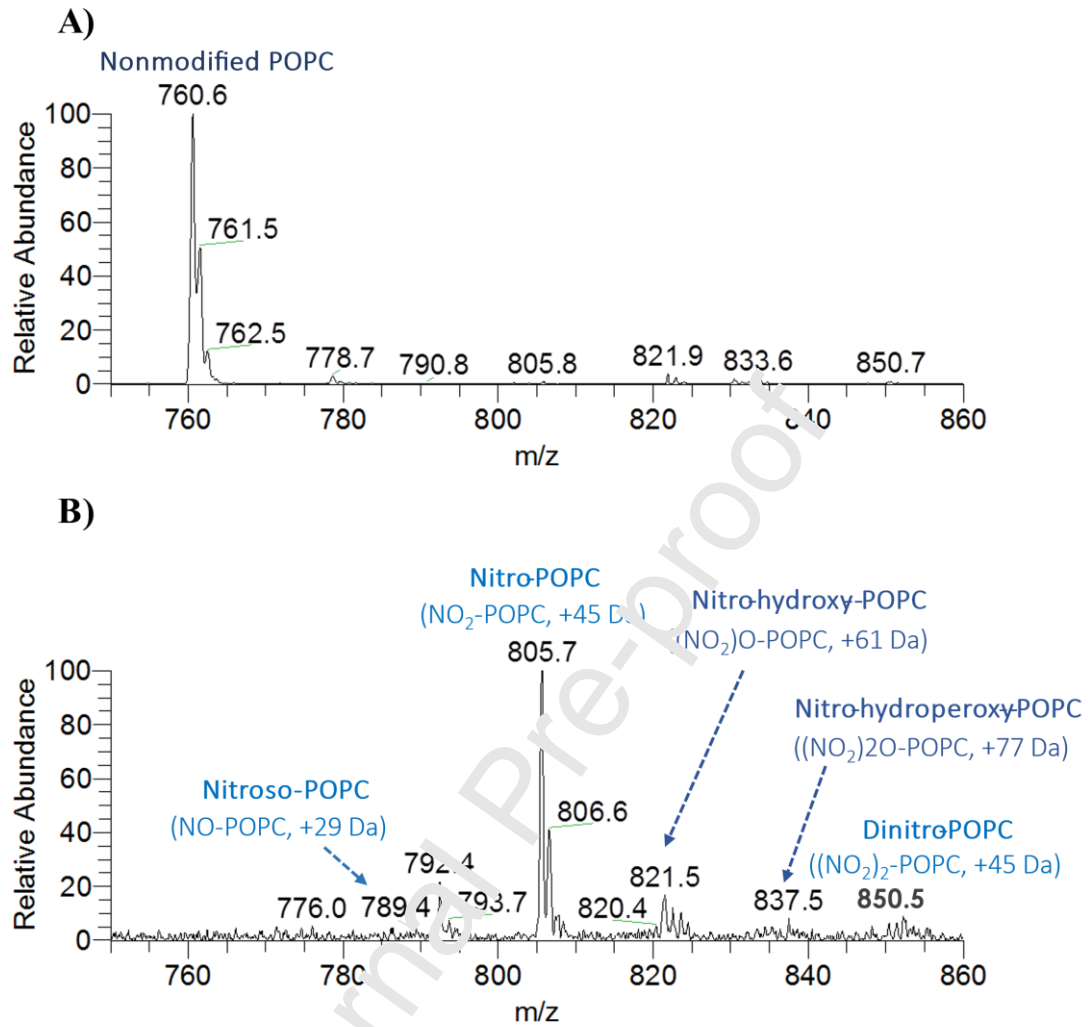 A)
Nonmodified POPC
760.6
100
761.5
80
60
40
762.5
20
778.7
790.8
805.8
821.9
833.6
850.7
0
Relative Abundance
760
780
800
820
840
860
m/z
B)
Nitro-POPC
(NO₂-POPC, +45 Da)
805.7
Nitro-hydroxy-POPC
((NO₂)O-POPC, +61 Da)
Nitro-hydroperoxy-POPC
((NO₂)2O-POPC, +77 Da)
Nitroso-POPC
(NO-POPC, +29 Da)
Dinitro-POPC
((NO₂)₂-POPC, +45 Da)
100
80
60
40
20
0
Relative Abundance
776.0
789.4
792.4
793.7
806.6
820.4
821.5
837.5
850.5
760
780
800
820
840
860
m/z
rnal Pre-proof